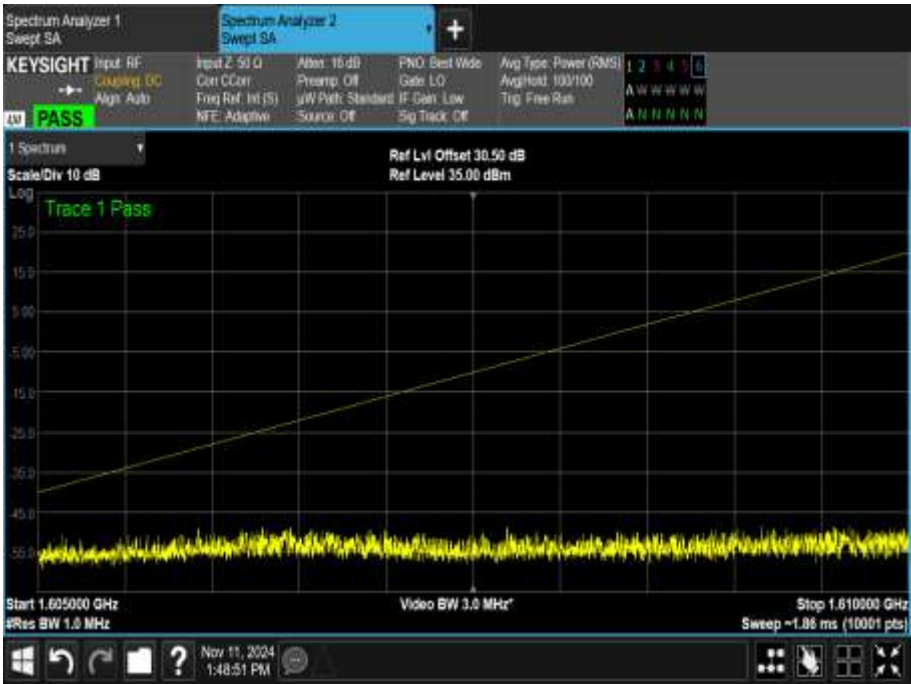 Spectrum Analyzer 1
Swept SA
Spectrum Analyzer 2
Swept SA
KEYSIGHT
Input: RF
Coupling: DC
Align: Auto
Input Z: 50 Ω
Corr CCorr
Freq Ref: Int (S)
NFE: Adaptive
Atten: 16 dB
Preamp: Off
µW Path: Standard
Source: Off
PNO: Best Wide
Gate: LO
IF Gain: Low
Sig Track: Off
Avg Type: Power (RMS)
Avg|Hold: 100/100
Trig: Free Run
1 2 3 4 5 6
A W W W W W
A N N N N N
LXI
PASS
1 Spectrum
Scale/Div 10 dB
Ref Lvl Offset 30.50 dB
Ref Level 35.00 dBm
Log
Trace 1 Pass
25.0
15.0
5.00
-5.00
-15.0
-25.0
-35.0
-45.0
-55.0
Start 1.605000 GHz
Video BW 3.0 MHz*
Stop 1.610000 GHz
#Res BW 1.0 MHz
Sweep ~1.86 ms (10001 pts)
?
Nov 11, 2024
1:48:51 PM